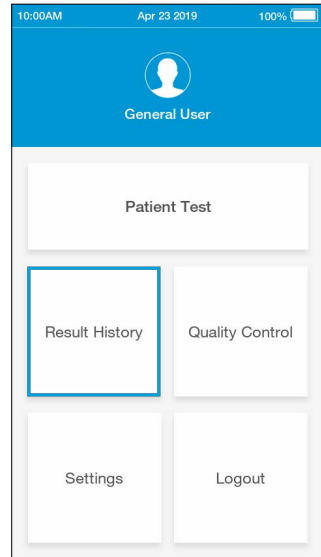 10:00AM Apr 23 2019 100%
General User
Patient Test
Result History Quality Control
Settings Logout